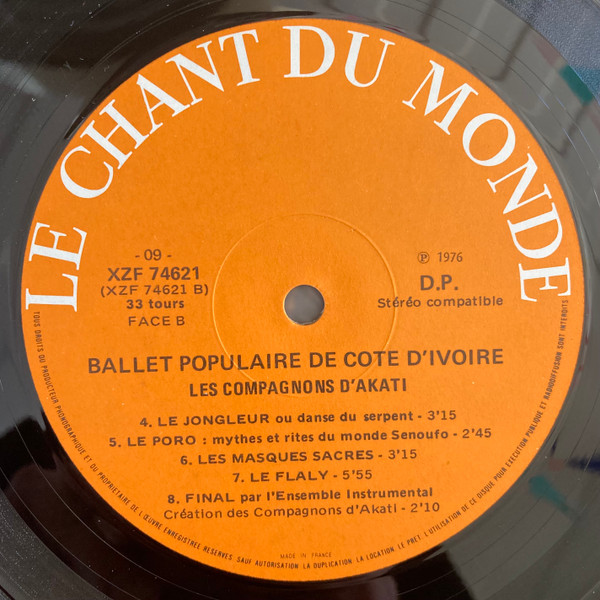 LE CHANT DU MONDE
- 09 -
XZF 74621
(XZF 74621 B)
33 tours
FACE B
℗ 1976
D.P.
Stéréo compatible
BALLET POPULAIRE DE COTE D'IVOIRE
LES COMPAGNONS D'AKATI
4. LE JONGLEUR ou danse du serpent - 3'15
5. LE PORO : mythes et rites du monde Senoufo - 2'45
6. LES MASQUES SACRES - 3'15
7. LE FLALY - 5'55
8. FINAL par l'Ensemble Instrumental
Création des Compagnons d'Akati - 2'10
MADE IN FRANCE
TOUS DROITS DU PRODUCTEUR PHONOGRAPHIQUE ET DU PROPRIETAIRE DE L'ŒUVRE ENREGISTREE RESERVES. SAUF AUTORISATION, LA DUPLICATION, LA LOCATION, LE PRET, L'UTILISATION DE CE DISQUE POUR EXECUTION PUBLIQUE ET RADIODIFFUSION SONT INTERDITS